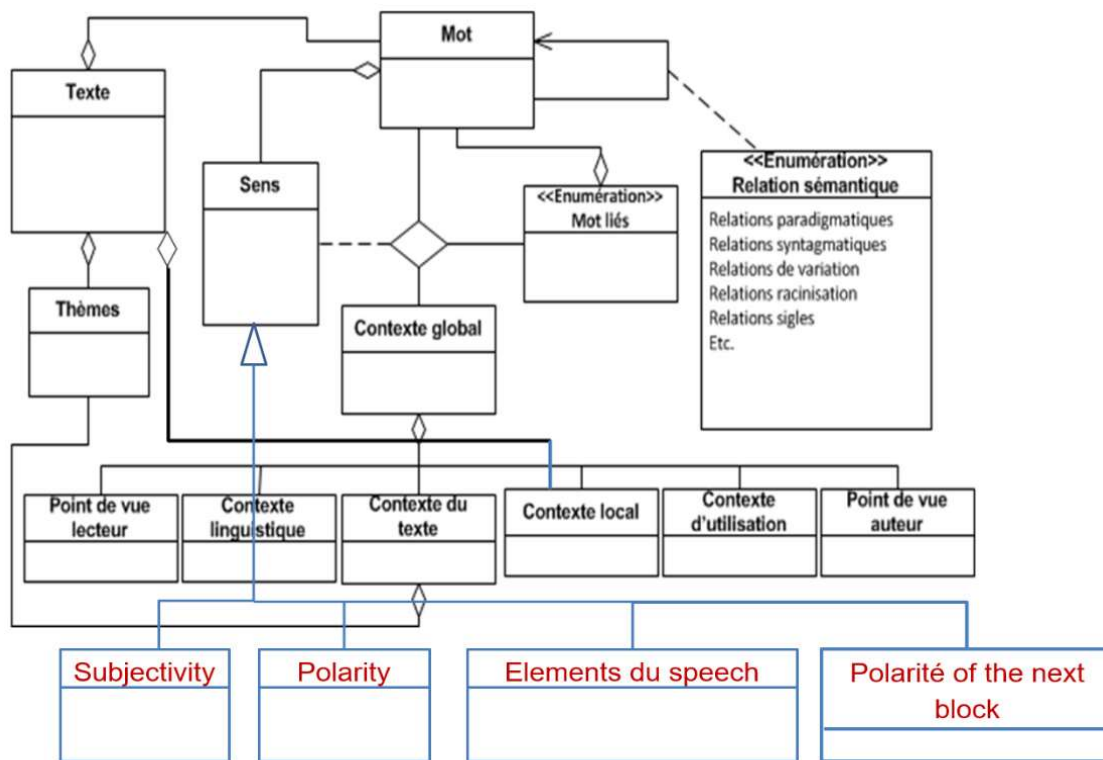 Mot
Texte
Sens
<<Enumération>>
Mot liés
<<Enumération>>
Relation sémantique
Relations paradigmatiques
Relations syntagmatiques
Relations de variation
Relations racinisation
Relations sigles
Etc.
Thèmes
Contexte global
Point de vue
lecteur
Contexte
linguistique
Contexte du
texte
Contexte local
Contexte
d'utilisation
Point de vue
auteur
Subjectivity
Polarity
Elements du speech
Polarité of the next
block